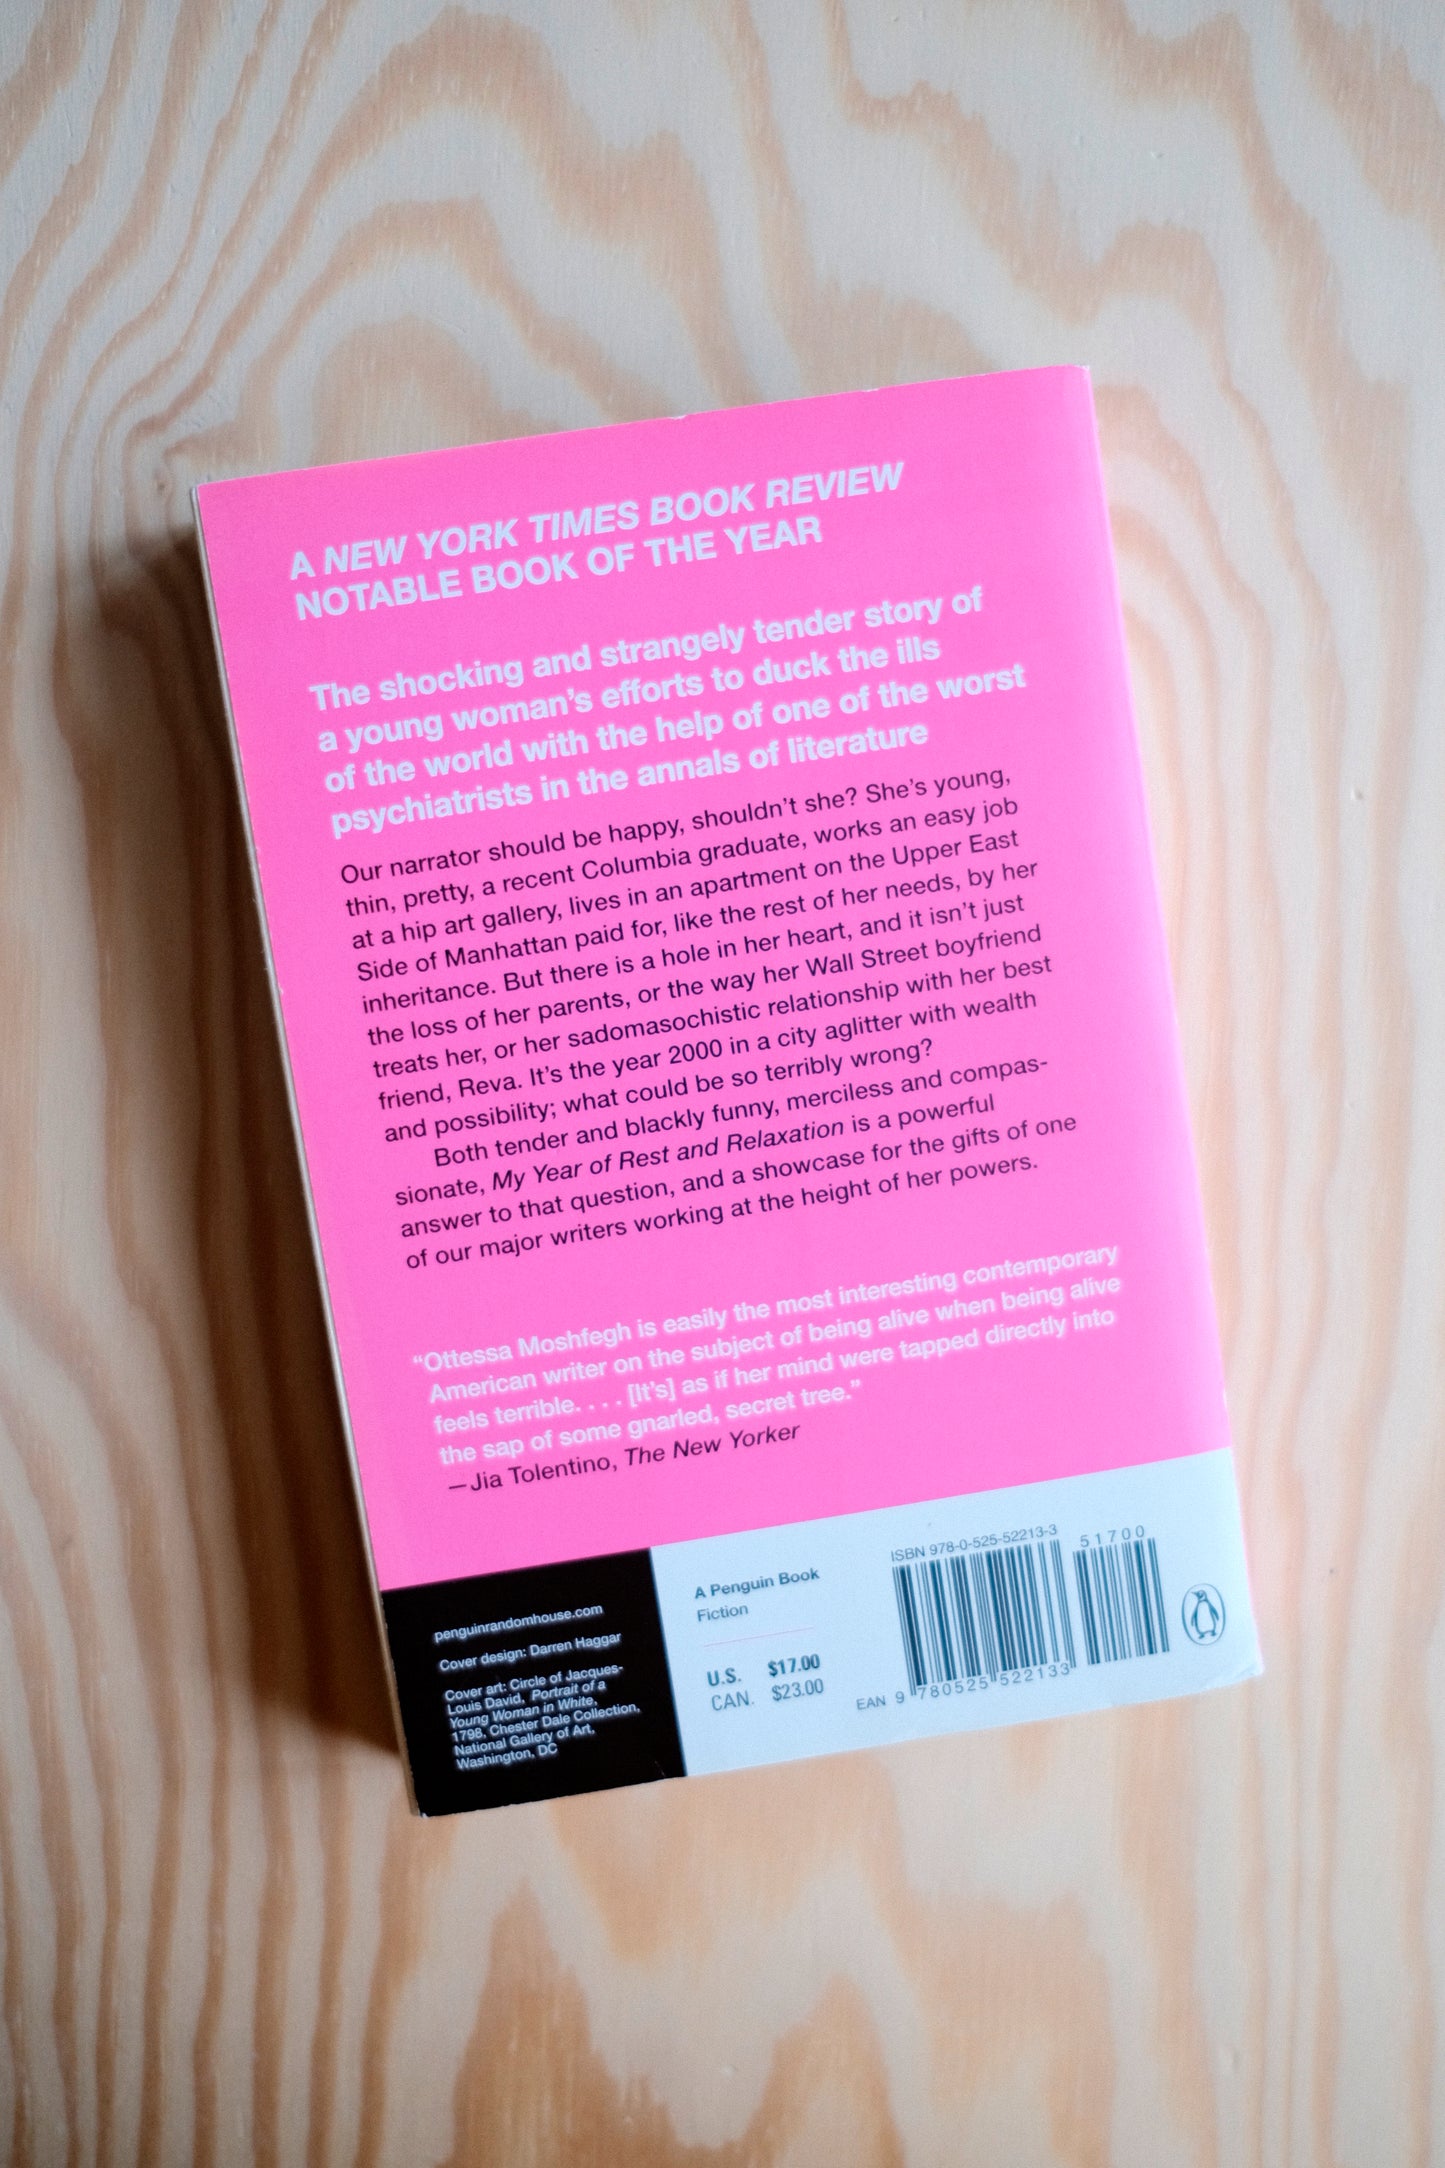 A NEW YORK TIMES BOOK REVIEW
NOTABLE BOOK OF THE YEAR
The shocking and strangely tender story of
a young woman’s efforts to duck the ills
of the world with the help of one of the worst
psychiatrists in the annals of literature
Our narrator should be happy, shouldn’t she? She’s young,
thin, pretty, a recent Columbia graduate, works an easy job
at a hip art gallery, lives in an apartment on the Upper East
Side of Manhattan paid for, like the rest of her needs, by her
inheritance. But there is a hole in her heart, and it isn’t just
the loss of her parents, or the way her Wall Street boyfriend
treats her, or her sadomasochistic relationship with her best
friend, Reva. It’s the year 2000 in a city aglitter with wealth
and possibility; what could be so terribly wrong?
Both tender and blackly funny, merciless and compas-
sionate, My Year of Rest and Relaxation is a powerful
answer to that question, and a showcase for the gifts of one
of our major writers working at the height of her powers.
“Ottessa Moshfegh is easily the most interesting contemporary
American writer on the subject of being alive when being alive
feels terrible. . . . [It’s] as if her mind were tapped directly into
the sap of some gnarled, secret tree.”
—Jia Tolentino, The New Yorker
penguinrandomhouse.com
Cover design: Darren Haggar
Cover art: Circle of Jacques-
Louis David, Portrait of a
Young Woman in White,
1798, Chester Dale Collection,
National Gallery of Art,
Washington, DC
A Penguin Book
Fiction
U.S. $17.00
CAN. $23.00
ISBN 978-0-525-52213-3
51700
EAN 9 780525 522133